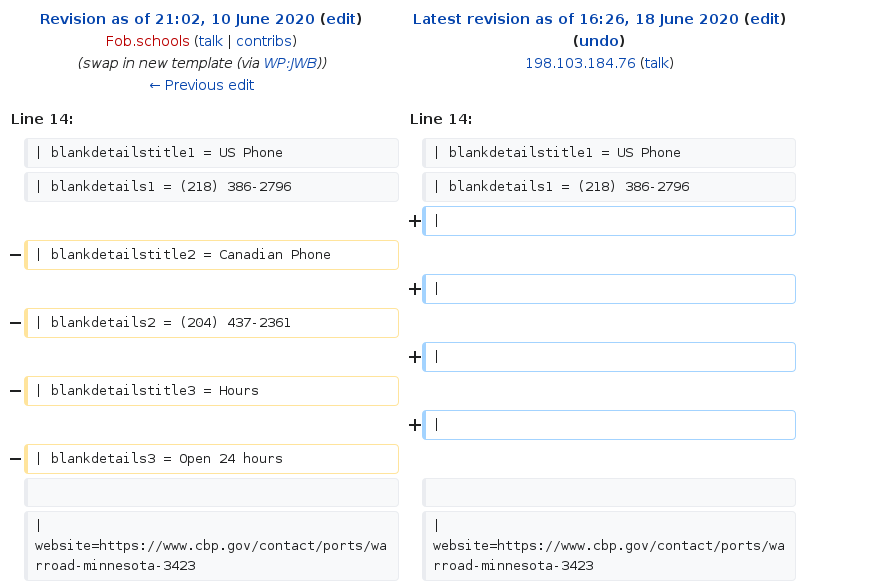 Revision as of 21:02, 10 June 2020 (edit)
Fob.schools (talk | contribs)
(swap in new template (via WP:JWB))
← Previous edit
Latest revision as of 16:26, 18 June 2020 (edit)
(undo)
198.103.184.76 (talk)
Line 14:
Line 14:
| blankdetailstitle1 = US Phone
| blankdetailstitle1 = US Phone
| blankdetails1 = (218) 386-2796
| blankdetails1 = (218) 386-2796
+ |
− | blankdetailstitle2 = Canadian Phone
+ |
− | blankdetails2 = (204) 437-2361
+ |
− | blankdetailstitle3 = Hours
+ |
− | blankdetails3 = Open 24 hours
|
website=https://www.cbp.gov/contact/ports/wa
rroad-minnesota-3423
|
website=https://www.cbp.gov/contact/ports/wa
rroad-minnesota-3423